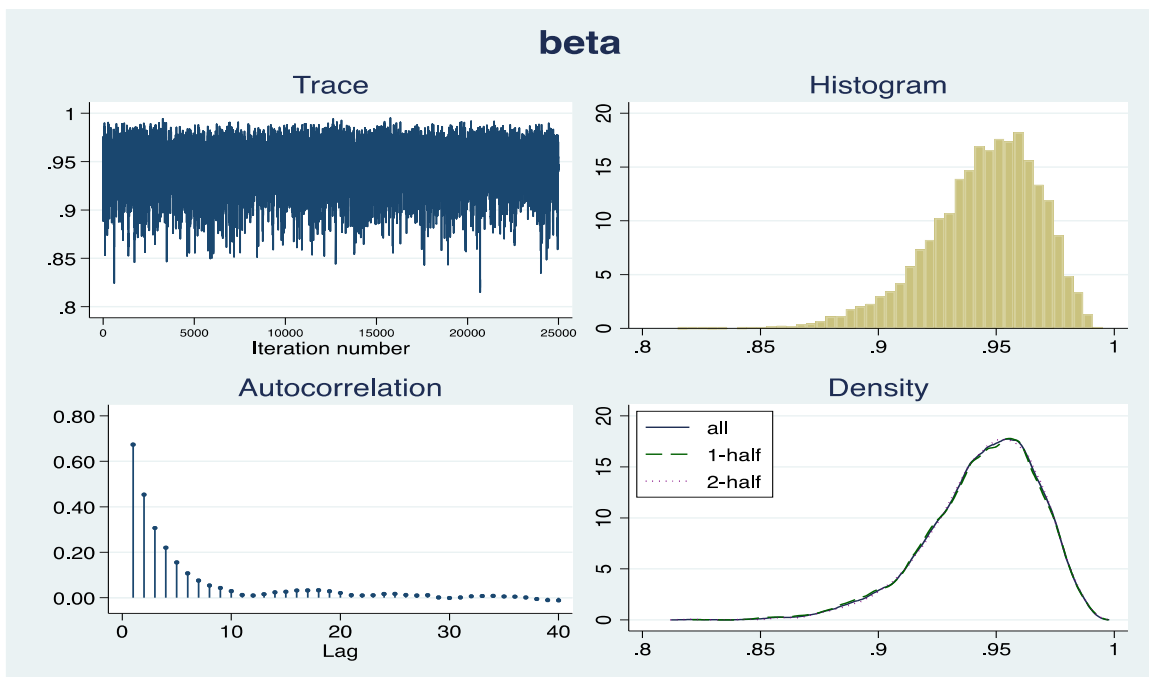 beta
Trace
1
.95
.9
.85
.8
0 5000 10000 15000 20000 25000
Iteration number
Histogram
20
15
10
5
0
.8 .85 .9 .95 1
Autocorrelation
0.80
0.60
0.40
0.20
0.00
0 10 20 30 40
Lag
Density
20
15
10
5
0
all
1-half
2-half
.8 .85 .9 .95 1